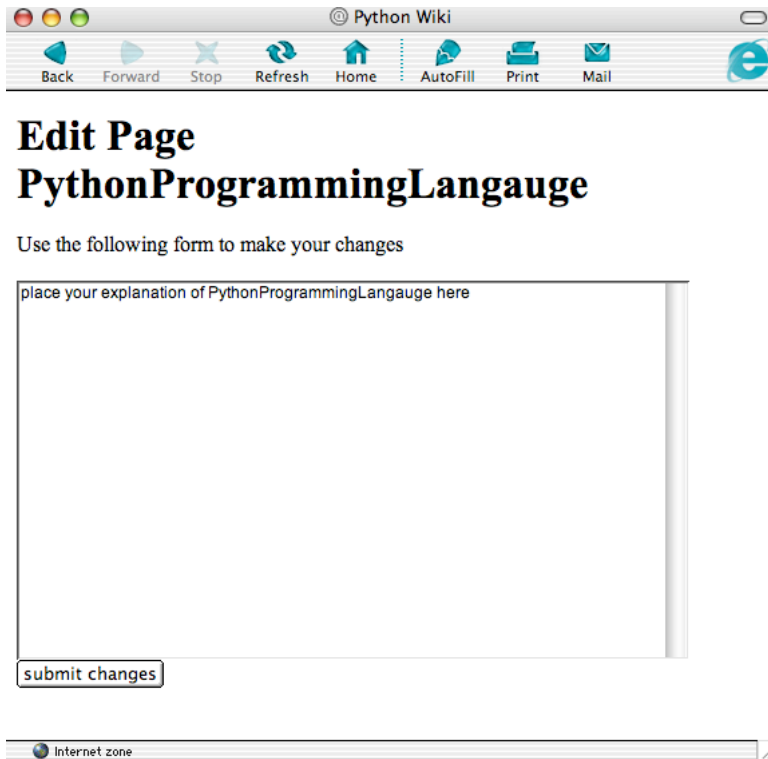 @ Python Wiki
Back Forward Stop Refresh Home AutoFill Print Mail
Edit Page
PythonProgrammingLangauge
Use the following form to make your changes
place your explanation of PythonProgrammingLangauge here
submit changes
Internet zone